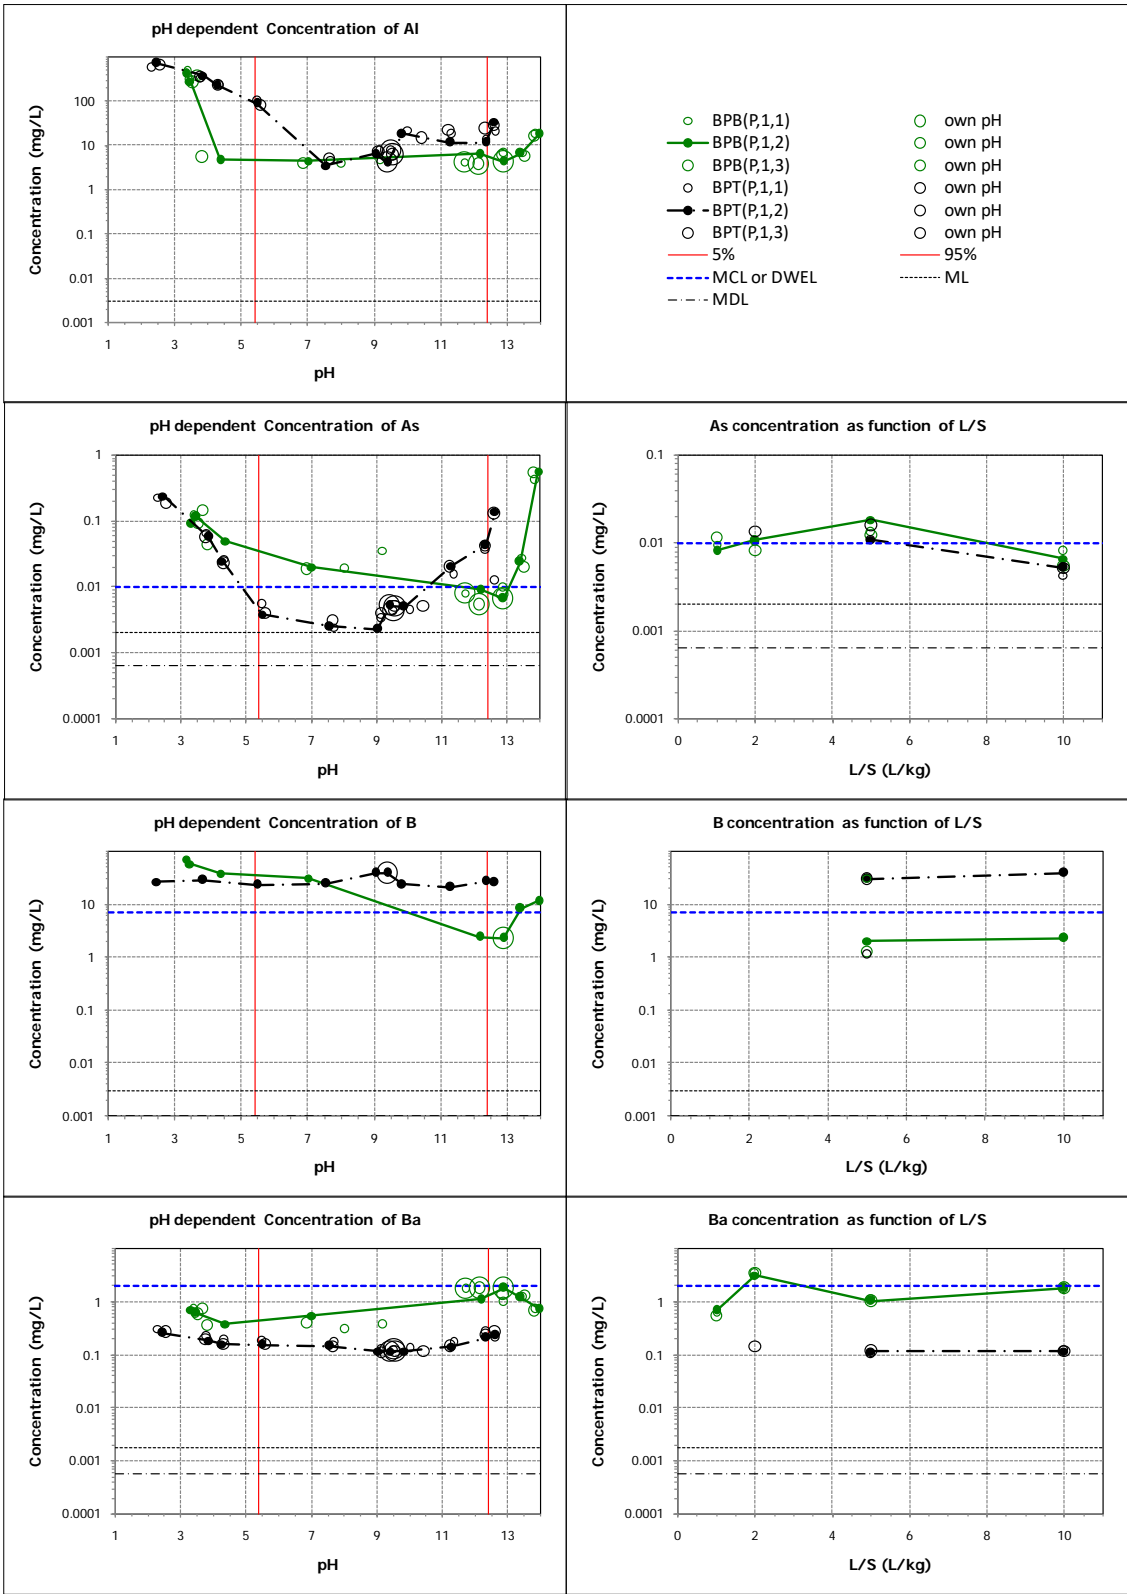 pH dependent Concentration of Al
Concentration (mg/L)
100
10
1
0.1
0.01
0.001
1 3 5 7 9 11 13
pH
BPB(P,1,1) own pH
BPB(P,1,2) own pH
BPB(P,1,3) own pH
BPT(P,1,1) own pH
BPT(P,1,2) own pH
BPT(P,1,3) own pH
5% 95%
MCL or DWEL ML
MDL
pH dependent Concentration of As
Concentration (mg/L)
1
0.1
0.01
0.001
0.0001
1 3 5 7 9 11 13
pH
As concentration as function of L/S
Concentration (mg/L)
0.1
0.01
0.001
0.0001
0 2 4 6 8 10
L/S (L/kg)
pH dependent Concentration of B
Concentration (mg/L)
10
1
0.1
0.01
0.001
1 3 5 7 9 11 13
pH
B concentration as function of L/S
Concentration (mg/L)
10
1
0.1
0.01
0.001
0 2 4 6 8 10
L/S (L/kg)
pH dependent Concentration of Ba
Concentration (mg/L)
1
0.1
0.01
0.001
0.0001
1 3 5 7 9 11 13
pH
Ba concentration as function of L/S
Concentration (mg/L)
1
0.1
0.01
0.001
0.0001
0 2 4 6 8 10
L/S (L/kg)